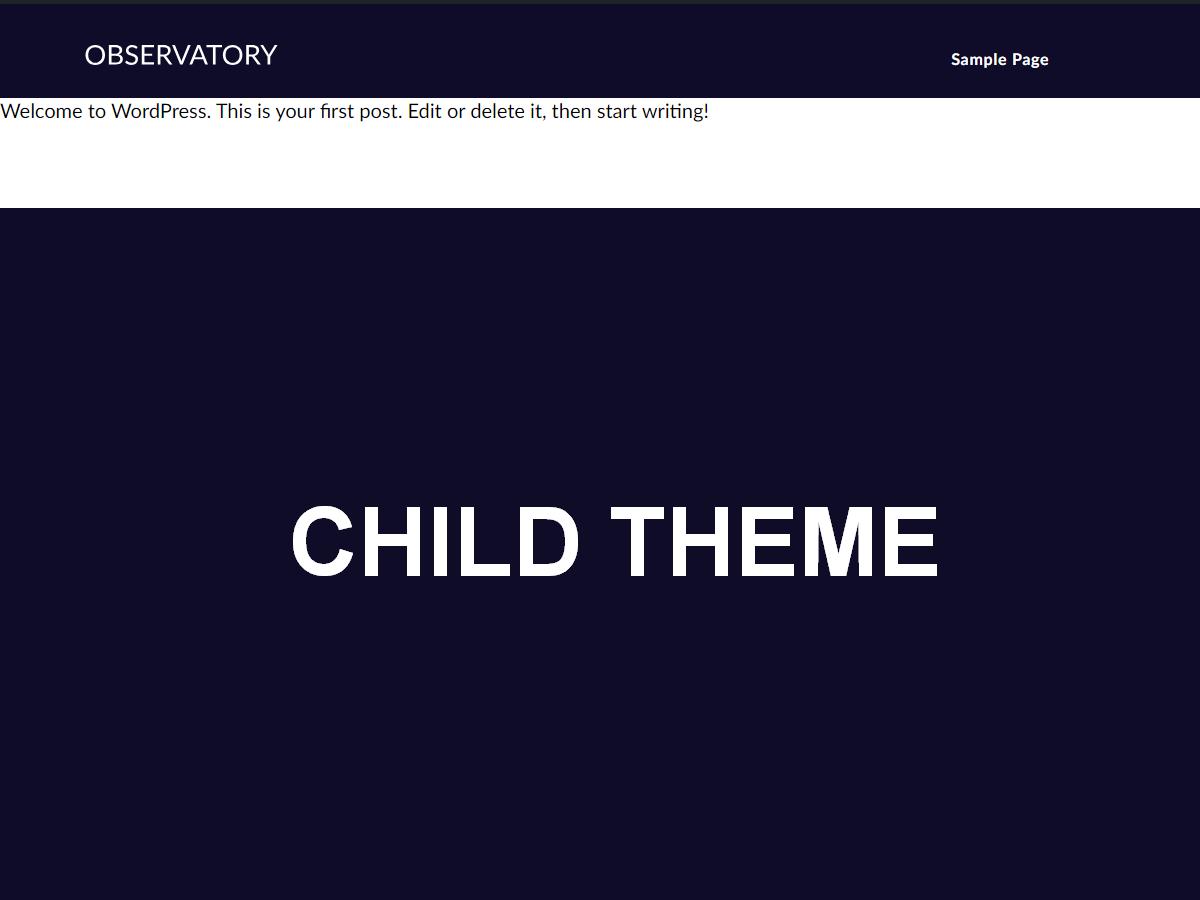 OBSERVATORY
Sample Page
Welcome to WordPress. This is your first post. Edit or delete it, then start writing!
CHILD THEME